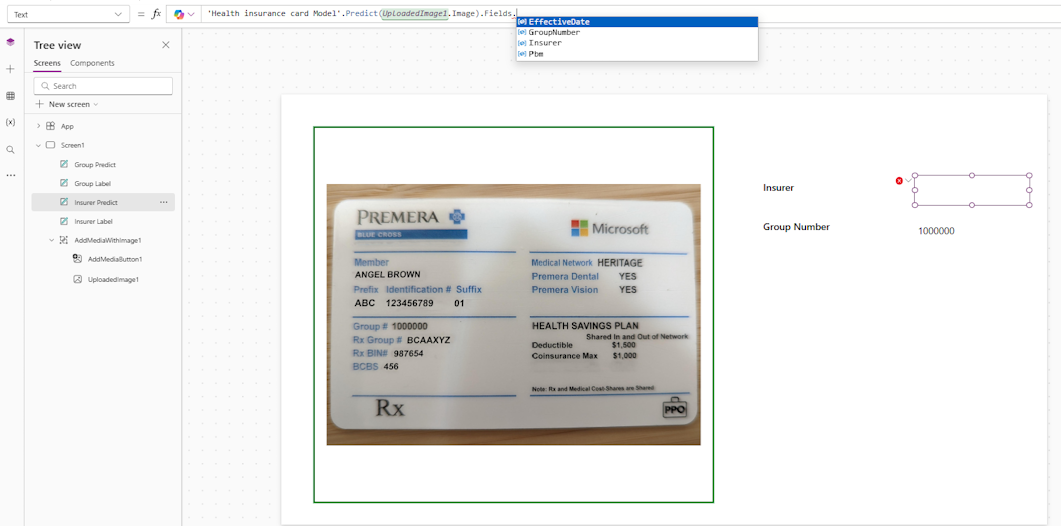 Text
= fx
'Health insurance card Model'.Predict(UploadedImage1.Image).Fields.
EffectiveDate
GroupNumber
Insurer
Pbm
Tree view
Screens Components
Search
New screen
App
Screen1
Group Predict
Group Label
Insurer Predict
Insurer Label
AddMediaWithImage1
AddMediaButton1
UploadedImage1
PREMERA
BLUE CROSS
Microsoft
Member
ANGEL BROWN
Prefix Identification # Suffix
ABC 123456789 01
Group # 1000000
Rx Group # BCAAXYZ
Rx BIN# 987654
BCBS 456
Rx
Medical Network HERITAGE
Premera Dental YES
Premera Vision YES
HEALTH SAVINGS PLAN
Shared In and Out of Network
Deductible $1,500
Coinsurance Max $1,000
Note: Rx and Medical Cost-Shares are Shared.
PPO
Insurer
Group Number 1000000